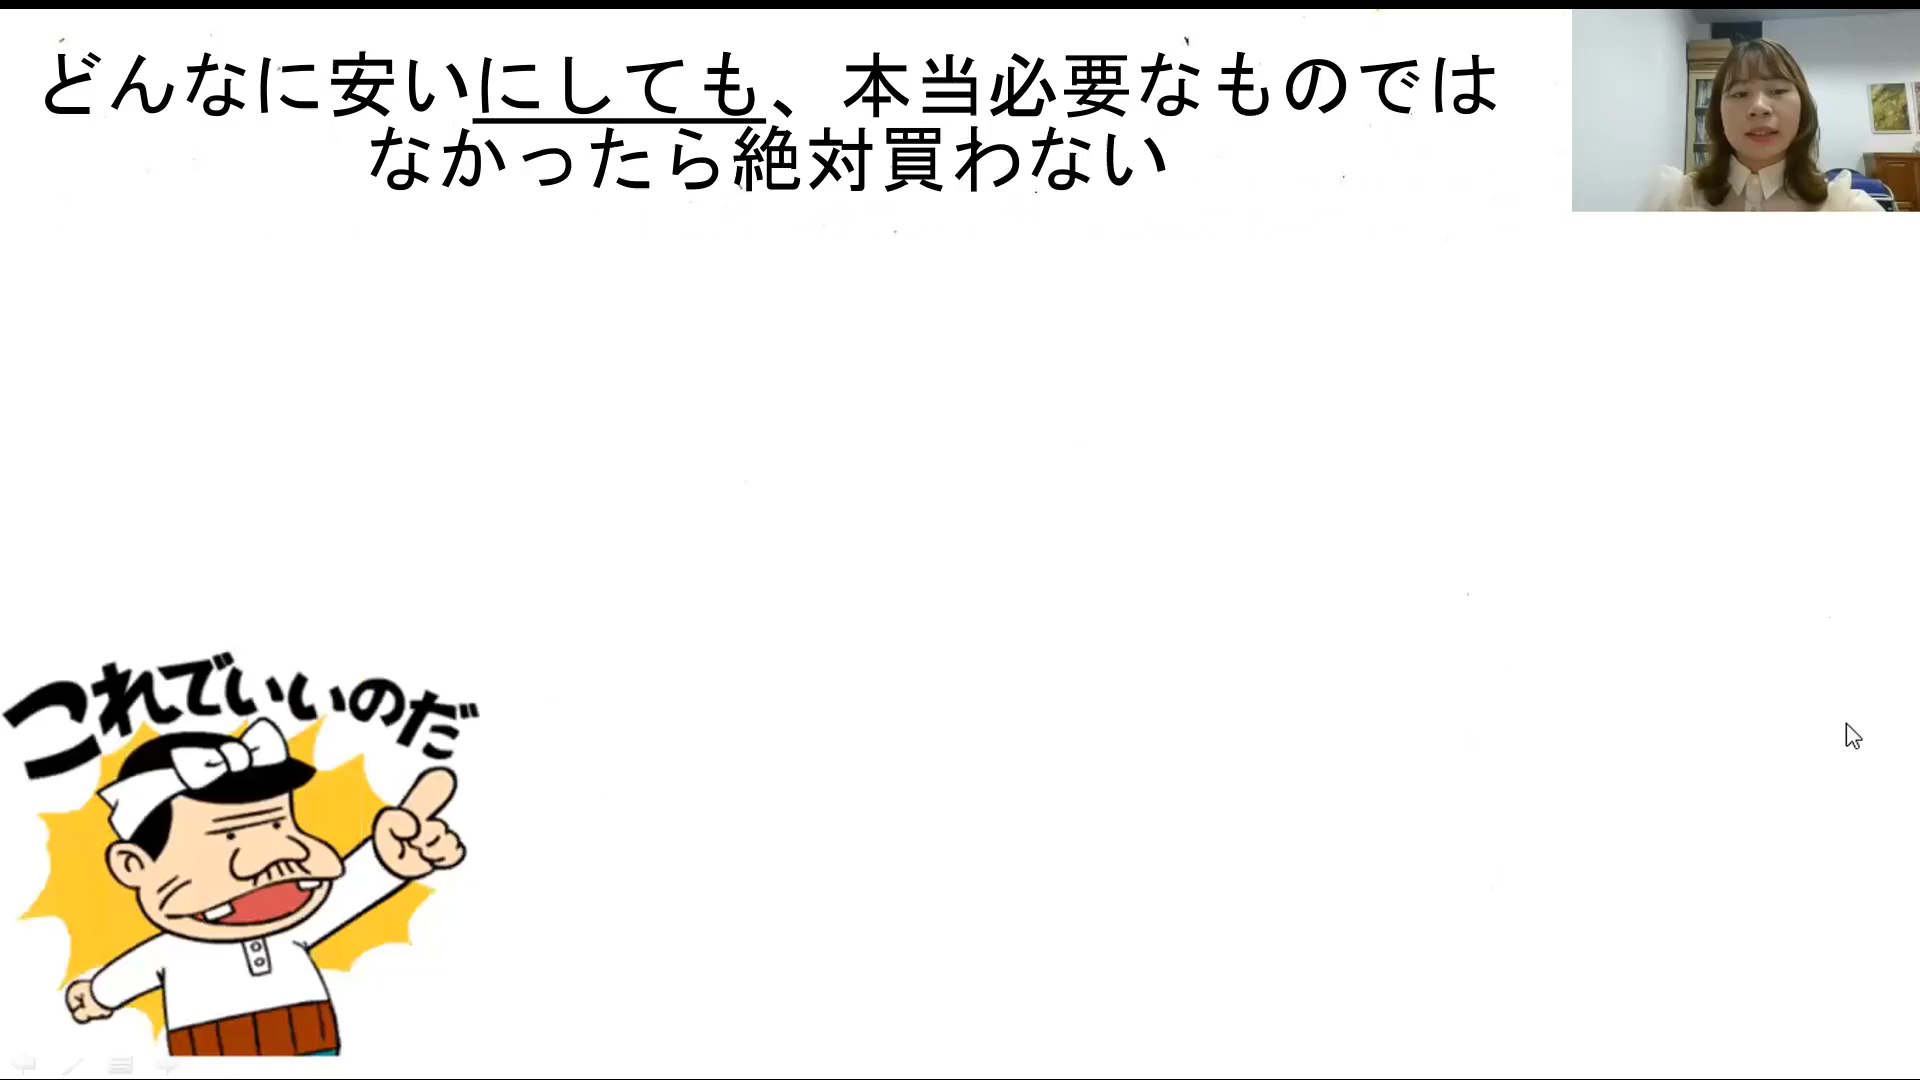 どんなに安いにしても、本当必要なものでは
なかったら絶対買わない
これでいいのだ